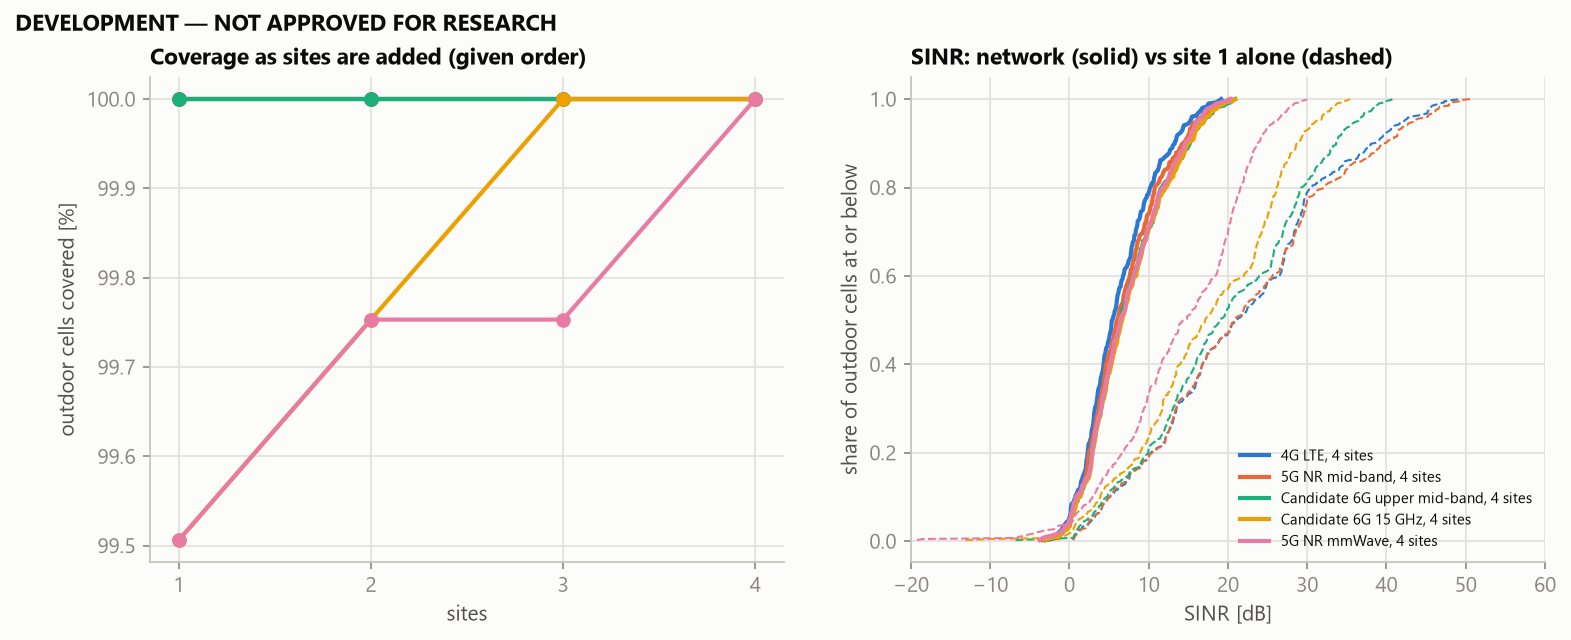 DEVELOPMENT — NOT APPROVED FOR RESEARCH
Coverage as sites are added (given order)
outdoor cells covered [%]
100.0
99.9
99.8
99.7
99.6
99.5
1 2 3 4
sites
SINR: network (solid) vs site 1 alone (dashed)
share of outdoor cells at or below
1.0
0.8
0.6
0.4
0.2
0.0
4G LTE, 4 sites
5G NR mid-band, 4 sites
Candidate 6G upper mid-band, 4 sites
Candidate 6G 15 GHz, 4 sites
5G NR mmWave, 4 sites
−20 −10 0 10 20 30 40 50 60
SINR [dB]